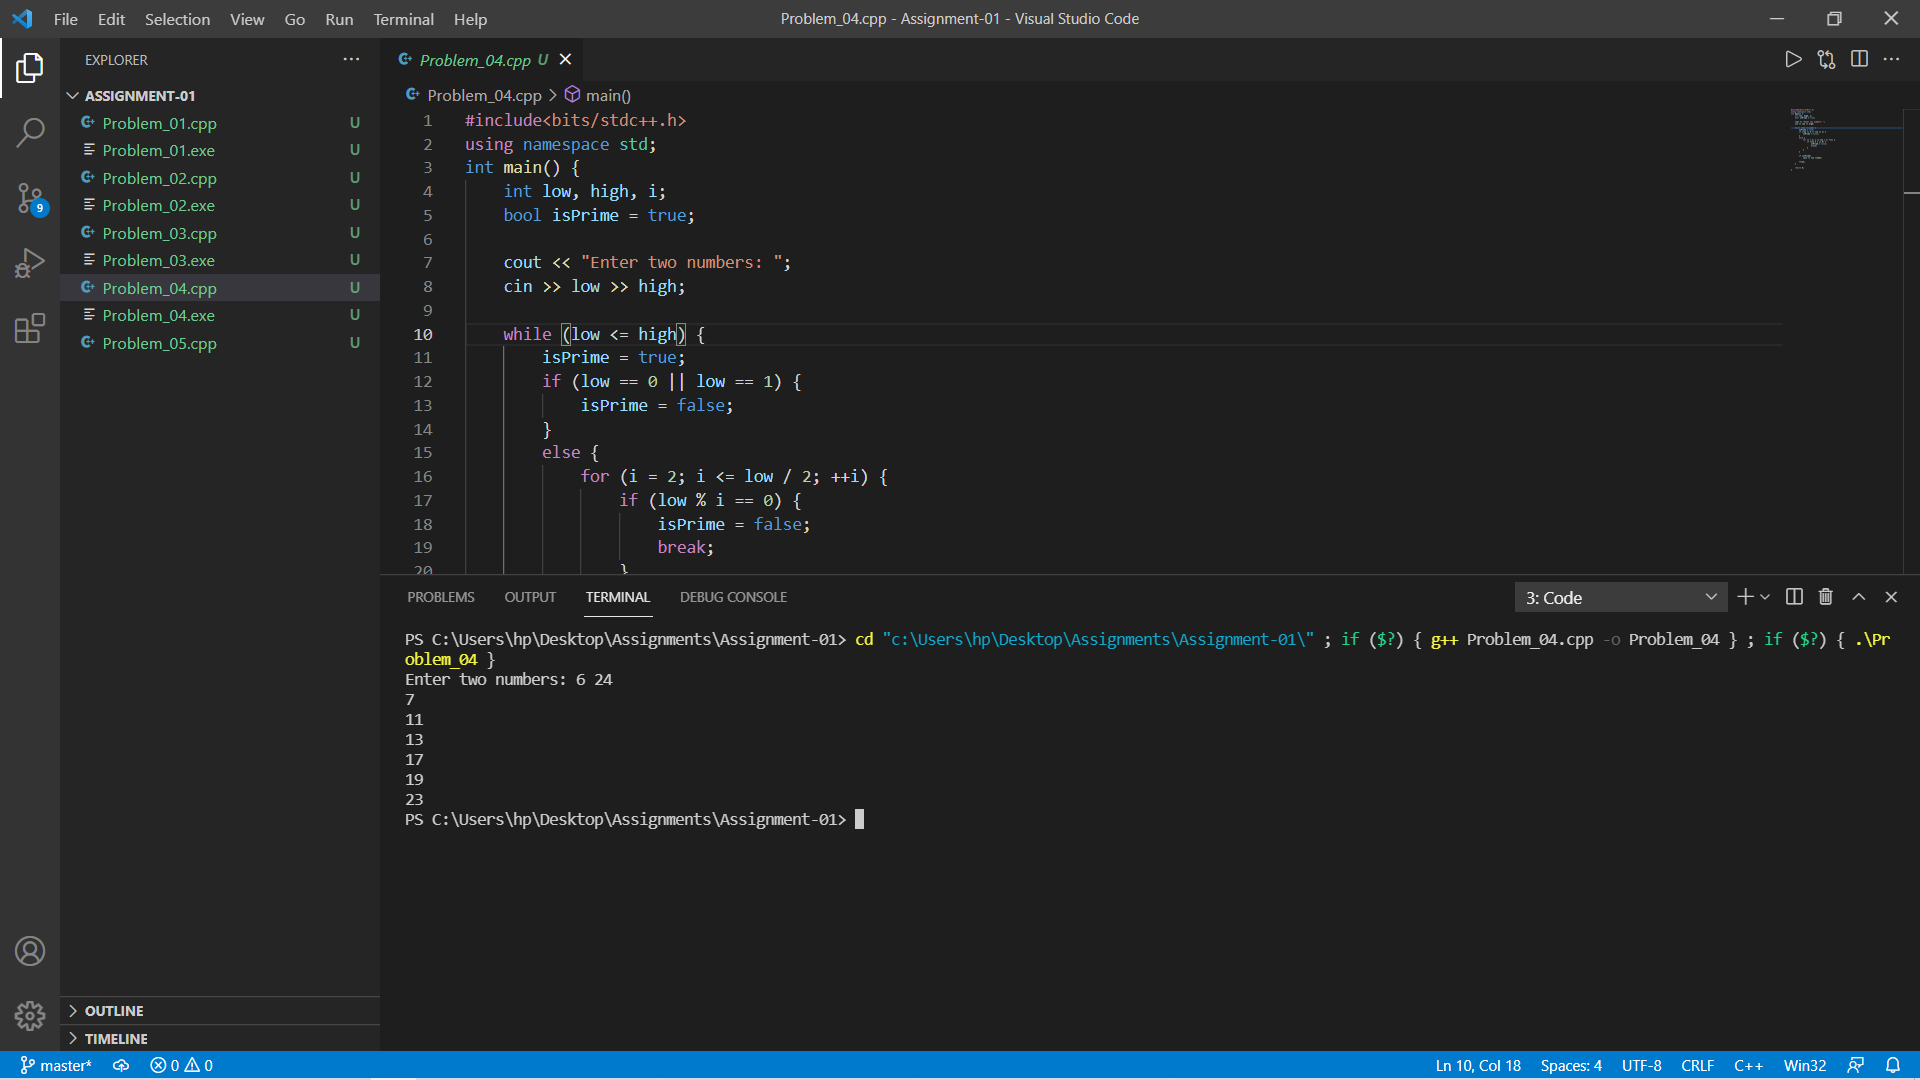 File Edit Selection View Go Run Terminal Help
Problem_04.cpp - Assignment-01 - Visual Studio Code
EXPLORER
ASSIGNMENT-01
Problem_01.cpp U
Problem_01.exe U
Problem_02.cpp U
Problem_02.exe U
Problem_03.cpp U
Problem_03.exe U
Problem_04.cpp U
Problem_04.exe U
Problem_05.cpp U
9
OUTLINE
TIMELINE
Problem_04.cpp U
Problem_04.cpp > main()
1 #include<bits/stdc++.h>
2 using namespace std;
3 int main() {
4 int low, high, i;
5 bool isPrime = true;
6
7 cout << "Enter two numbers: ";
8 cin >> low >> high;
9
10 while (low <= high) {
11 isPrime = true;
12 if (low == 0 || low == 1) {
13 isPrime = false;
14 }
15 else {
16 for (i = 2; i <= low / 2; ++i) {
17 if (low % i == 0) {
18 isPrime = false;
19 break;
20 }
PROBLEMS OUTPUT TERMINAL DEBUG CONSOLE
3: Code
PS C:\Users\hp\Desktop\Assignments\Assignment-01> cd "c:\Users\hp\Desktop\Assignments\Assignment-01\" ; if ($?) { g++ Problem_04.cpp -o Problem_04 } ; if ($?) { .\Pr
oblem_04 }
Enter two numbers: 6 24
7
11
13
17
19
23
PS C:\Users\hp\Desktop\Assignments\Assignment-01>
master* 0 0
Ln 10, Col 18 Spaces: 4 UTF-8 CRLF C++ Win32